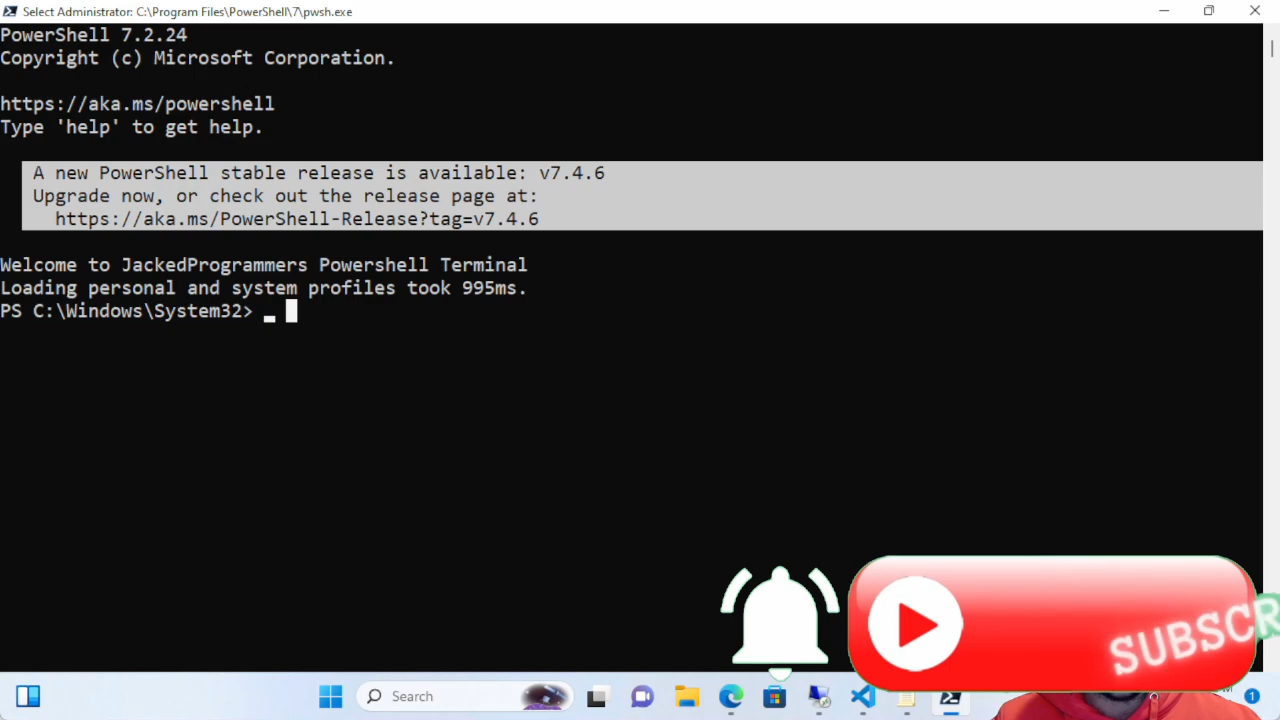 Select Administrator: C:\Program Files\PowerShell\7\pwsh.exe
PowerShell 7.2.24
Copyright (c) Microsoft Corporation.
https://aka.ms/powershell
Type 'help' to get help.
A new PowerShell stable release is available: v7.4.6
Upgrade now, or check out the release page at:
https://aka.ms/PowerShell-Release?tag=v7.4.6
Welcome to JackedProgrammers Powershell Terminal
Loading personal and system profiles took 995ms.
PS C:\Windows\System32> _
SUBSCR
Search
1